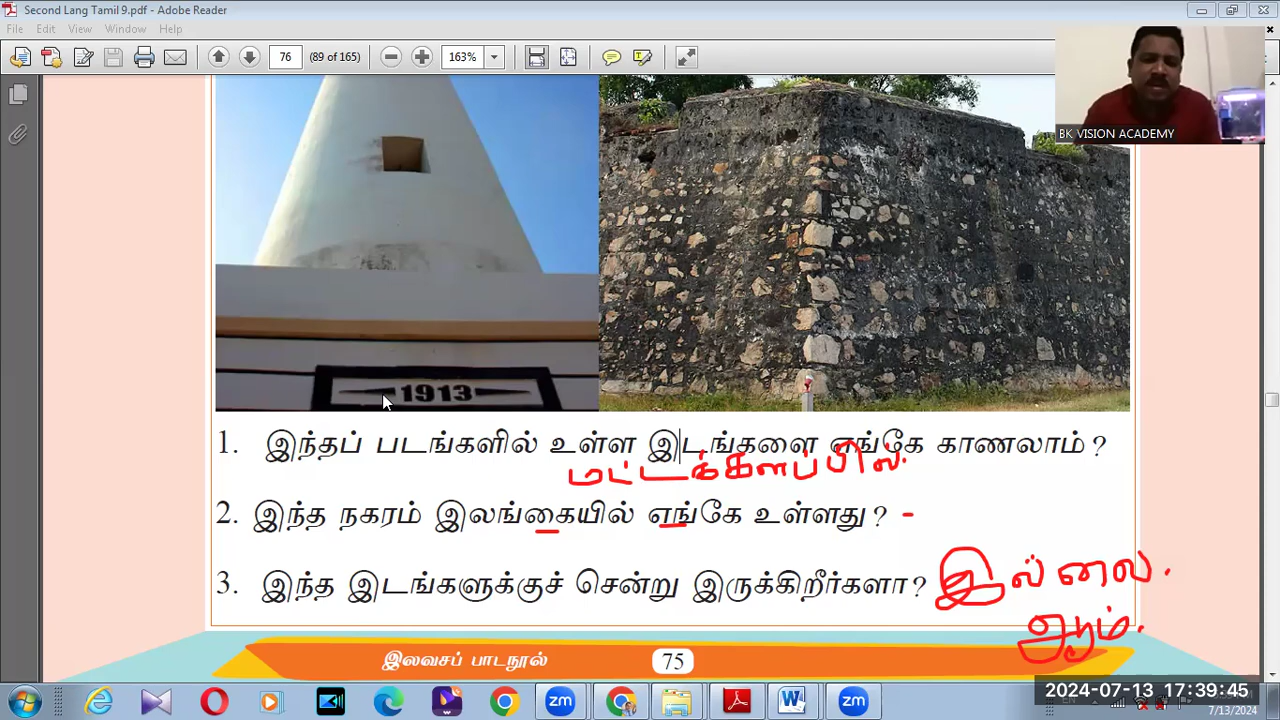 Second Lang Tamil 9.pdf - Adobe Reader
File Edit View Window Help
76 (89 of 165) 163%
BK VISION ACADEMY
1913
1. இந்தப் படங்களில் உள்ள இடங்களை எங்கே காணலாம் ?
மட்டக்களப்பில்.
2. இந்த நகரம் இலங்கையில் எங்கே உள்ளது ? -
3. இந்த இடங்களுக்குச் சென்று இருக்கிறீர்களா ? இல்லை.
ஆம்.
இலவசப் பாடநூல்
75
2024-07-13 17:39:45
7/13/2024